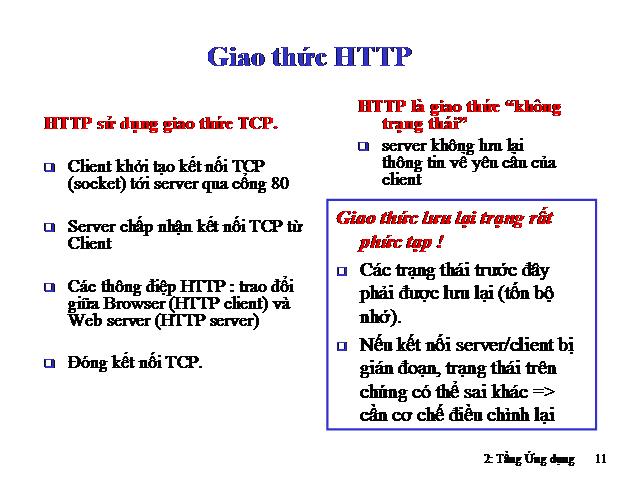 Giao thức HTTP
HTTP sử dụng giao thức TCP.
Client khởi tạo kết nối TCP
(socket) tới server qua cổng 80
Server chấp nhận kết nối TCP từ
Client
Các thông điệp HTTP : trao đổi
giữa Browser (HTTP client) và
Web server (HTTP server)
Đóng kết nối TCP.
HTTP là giao thức “không
trạng thái”
server không lưu lại
thông tin về yêu cầu của
client
Giao thức lưu lại trạng rất
phức tạp !
Các trạng thái trước đây
phải được lưu lại (tốn bộ
nhớ).
Nếu kết nối server/client bị
gián đoạn, trạng thái trên
chúng có thể sai khác =>
cần cơ chế điều chỉnh lại
2: Tầng Ứng dụng 11